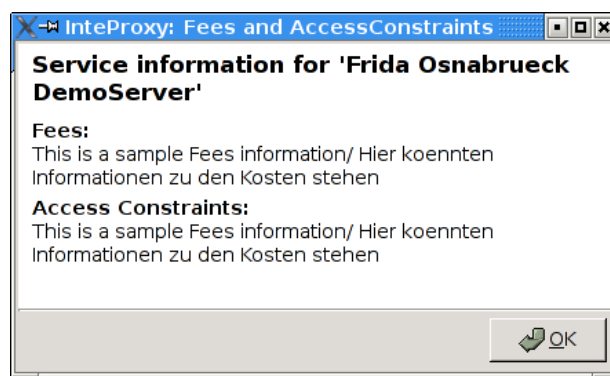 InteProxy: Fees and AccessConstraints
Service information for 'Frida Osnabrueck
DemoServer'
Fees:
This is a sample Fees information/ Hier koennten
Informationen zu den Kosten stehen
Access Constraints:
This is a sample Fees information/ Hier koennten
Informationen zu den Kosten stehen
OK